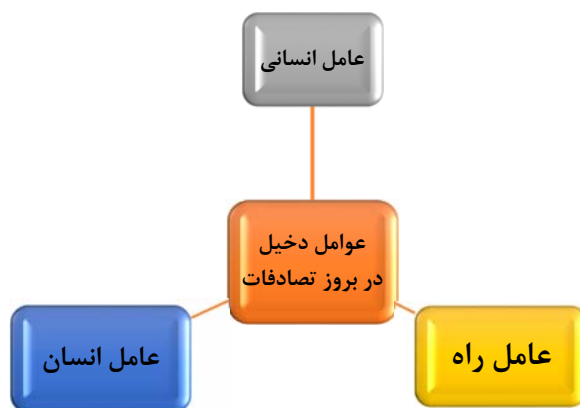 عامل انسانی
عوامل دخیل
در بروز تصادفات
عامل راه
عامل انسان